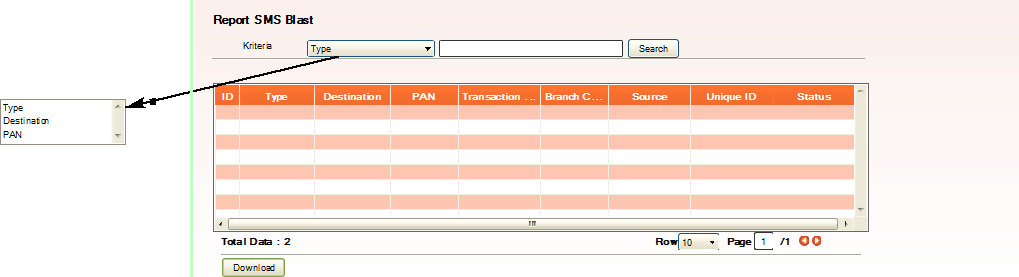 Report SMS Blast
Kriteria Type Search
Type
Destination
PAN
ID Type Destination PAN Transaction ... Branch C... Source Unique ID Status
Total Data : 2 Row 10 Page 1 /1
Download